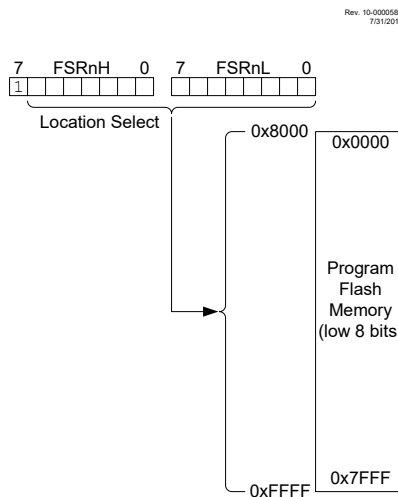 Rev. 10-000058
7/31/201
7 FSRnH 0 7 FSRnL 0
1
Location Select
0x8000
0x0000
Program
Flash
Memory
(low 8 bits
0x7FFF
0xFFFF